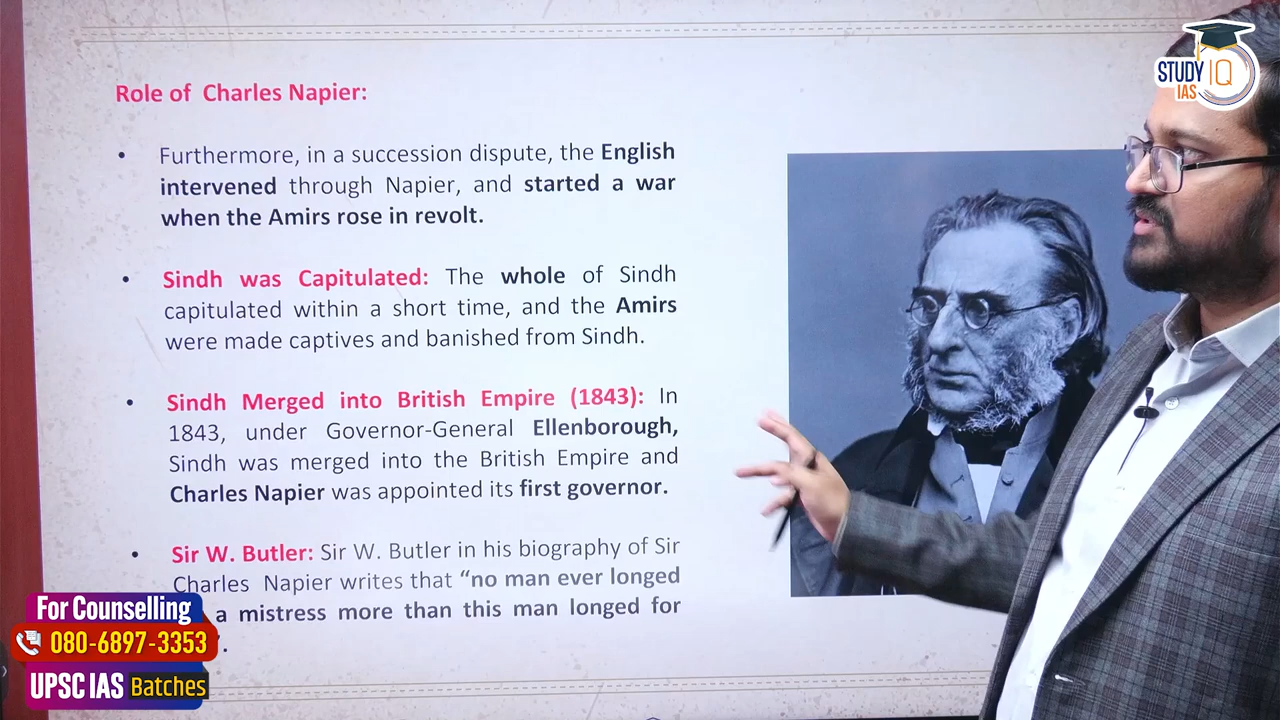 Role of Charles Napier:
• Furthermore, in a succession dispute, the English
intervened through Napier, and started a war
when the Amirs rose in revolt.
• Sindh was Capitulated: The whole of Sindh
capitulated within a short time, and the Amirs
were made captives and banished from Sindh.
• Sindh Merged into British Empire (1843): In
1843, under Governor-General Ellenborough,
Sindh was merged into the British Empire and
Charles Napier was appointed its first governor.
• Sir W. Butler: Sir W. Butler in his biography of Sir
Charles Napier writes that “no man ever longed
a mistress more than this man longed for
.
STUDY IQ
IAS
For Counselling
080-6897-3353
UPSC IAS Batches